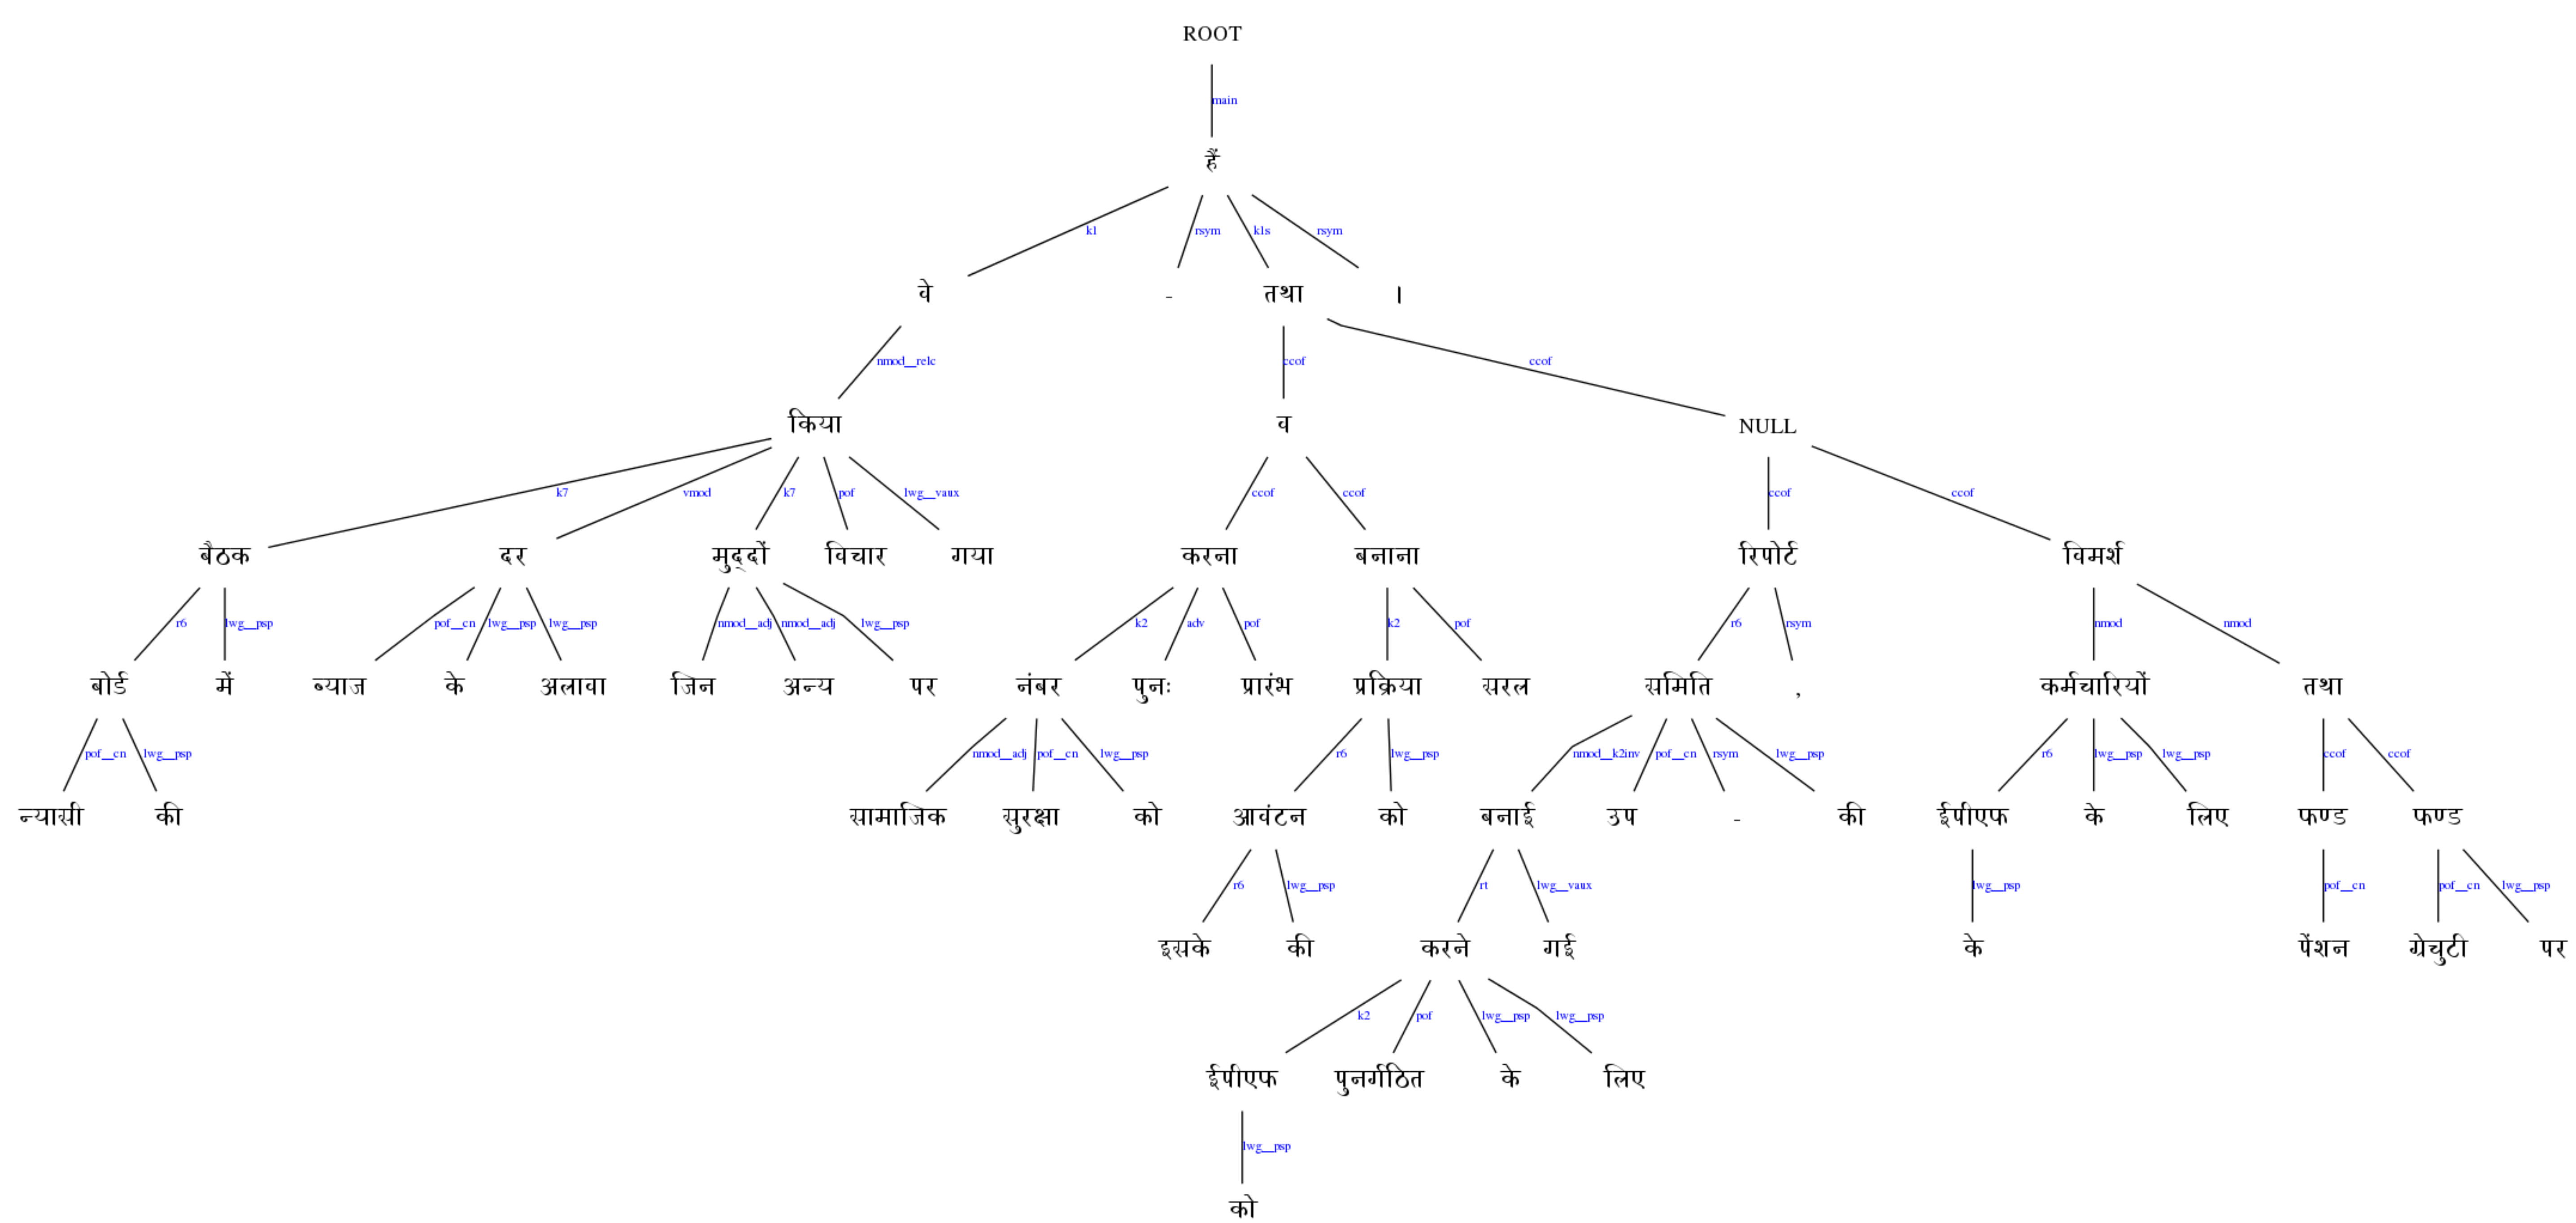 ROOT
main
हैं
k1 rsym k1s rsym
वे - तथा ।
nmod__relc ccof ccof
किया व NULL
k7 vmod k7 pof lwg__vaux ccof ccof ccof ccof
बैठक दर मुद्दों विचार गया करना बनाना रिपोर्ट विमर्श
r6 lwg__psp pof__cn lwg__psp lwg__psp nmod__adj nmod__adj lwg__psp k2 adv pof k2 pof r6 rsym nmod nmod
बोर्ड में ब्याज के अलावा जिन अन्य पर नंबर पुनः प्रारंभ प्रक्रिया सरल समिति , कर्मचारियों तथा
pof__cn lwg__psp nmod__adj pof__cn lwg__psp r6 lwg__psp nmod__k2inv pof__cn rsym lwg__psp r6 lwg__psp lwg__psp ccof ccof
न्यासी की सामाजिक सुरक्षा को आवंटन को बनाई उप - की ईपीएफ के लिए फण्ड फण्ड
r6 lwg__psp rt lwg__vaux lwg__psp pof__cn pof__cn lwg__psp
इसके की करने गई के पेंशन ग्रेचुटी पर
k2 pof lwg__psp lwg__psp
ईपीएफ पुनर्गठित के लिए
lwg__psp
को